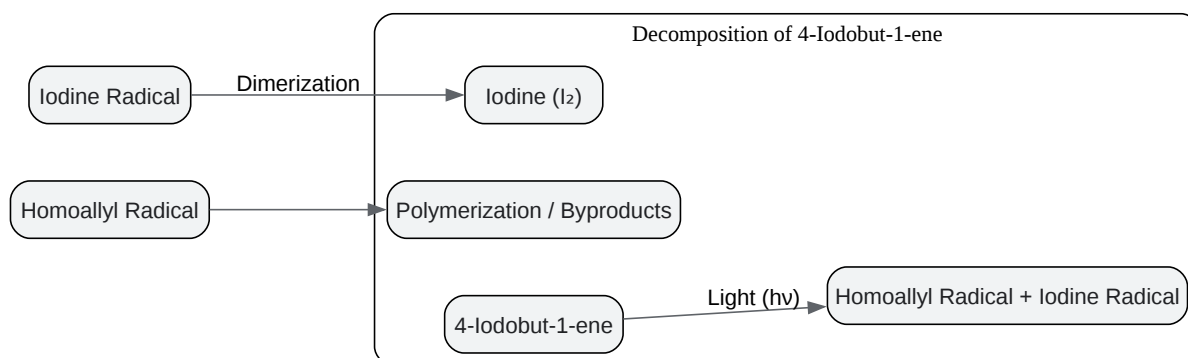 Decomposition of 4-Iodobut-1-ene
Iodine Radical
Dimerization
Iodine (I₂)
Homoallyl Radical
Polymerization / Byproducts
4-Iodobut-1-ene
Light (hν)
Homoallyl Radical + Iodine Radical